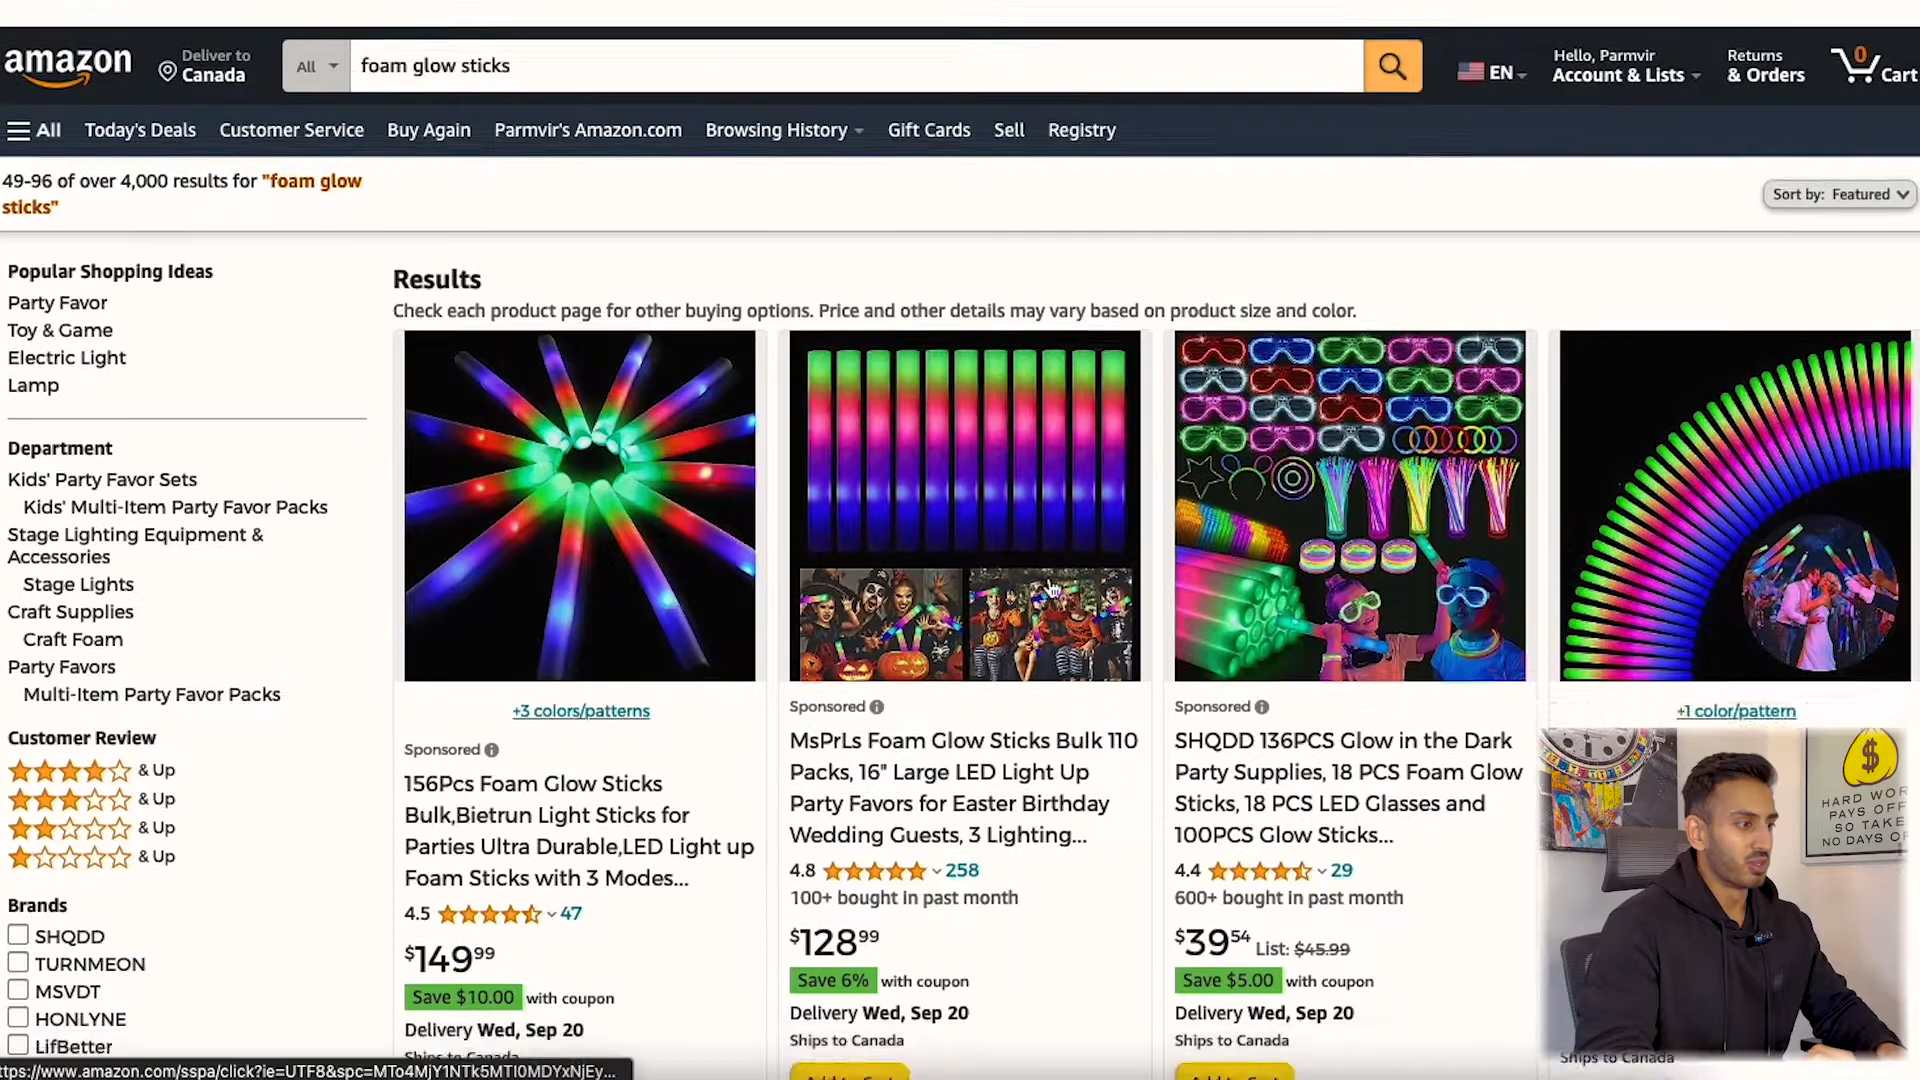 amazon
Deliver to
Canada
All
foam glow sticks
EN
Hello, Parmvir
Account & Lists
Returns
& Orders
0
Cart
All
Today's Deals
Customer Service
Buy Again
Parmvir's Amazon.com
Browsing History
Gift Cards
Sell
Registry
49-96 of over 4,000 results for "foam glow
sticks"
Sort by: Featured
Popular Shopping Ideas
Party Favor
Toy & Game
Electric Light
Lamp
Department
Kids' Party Favor Sets
Kids' Multi-Item Party Favor Packs
Stage Lighting Equipment &
Accessories
Stage Lights
Craft Supplies
Craft Foam
Party Favors
Multi-Item Party Favor Packs
Customer Review
& Up
& Up
& Up
& Up
Brands
SHQDD
TURNMEON
MSVDT
HONLYNE
LifBetter
Results
Check each product page for other buying options. Price and other details may vary based on product size and color.
+3 colors/patterns
Sponsored
156Pcs Foam Glow Sticks
Bulk,Bietrun Light Sticks for
Parties Ultra Durable,LED Light up
Foam Sticks with 3 Modes...
4.5 47
$149.99
Save $10.00 with coupon
Delivery Wed, Sep 20
Ships to Canada
Sponsored
MsPrLs Foam Glow Sticks Bulk 110
Packs, 16" Large LED Light Up
Party Favors for Easter Birthday
Wedding Guests, 3 Lighting...
4.8 258
100+ bought in past month
$128.99
Save 6% with coupon
Delivery Wed, Sep 20
Ships to Canada
Sponsored
SHQDD 136PCS Glow in the Dark
Party Supplies, 18 PCS Foam Glow
Sticks, 18 PCS LED Glasses and
100PCS Glow Sticks...
4.4 29
600+ bought in past month
$39.54 List: $45.99
Save $5.00 with coupon
Delivery Wed, Sep 20
Ships to Canada
+1 color/pattern
$
HARD WOR
PAYS OFF
SO TAKE
NO DAYS O
Ships to Canada
ttps://www.amazon.com/sspa/click?ie=UTF8&spc=MTo4MjY1NTk5MTI0MDYxNjEy...